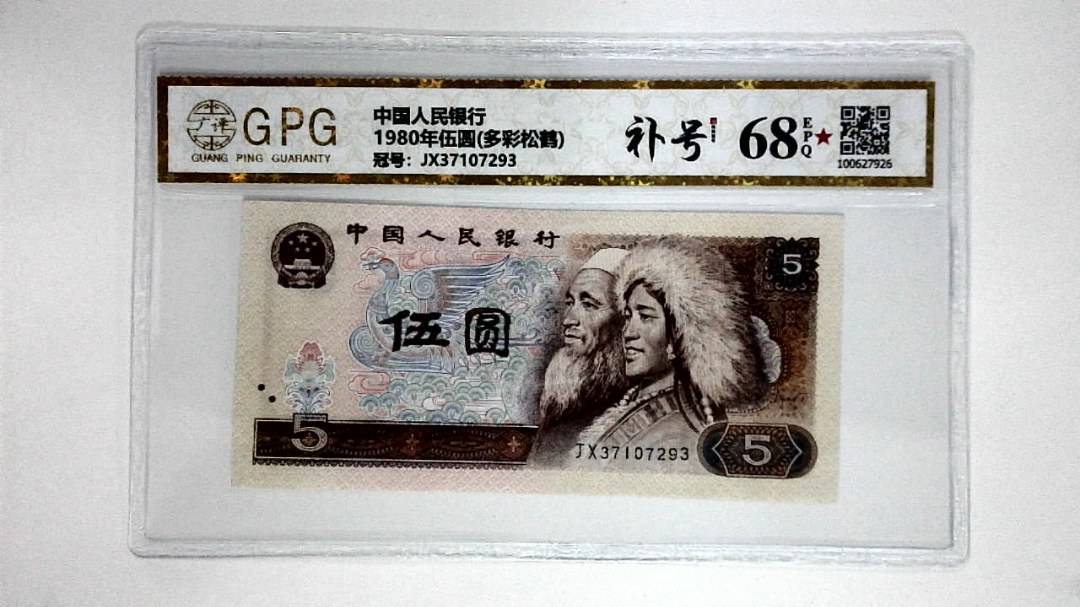 广评
GPG
GUANG PING GUARANTY
中国人民银行
1980年伍圆(多彩松鹤)
冠号: JX37107293
补号
68
EPQ
100627926
中国人民银行
5
伍圆
5
JX37107293
5